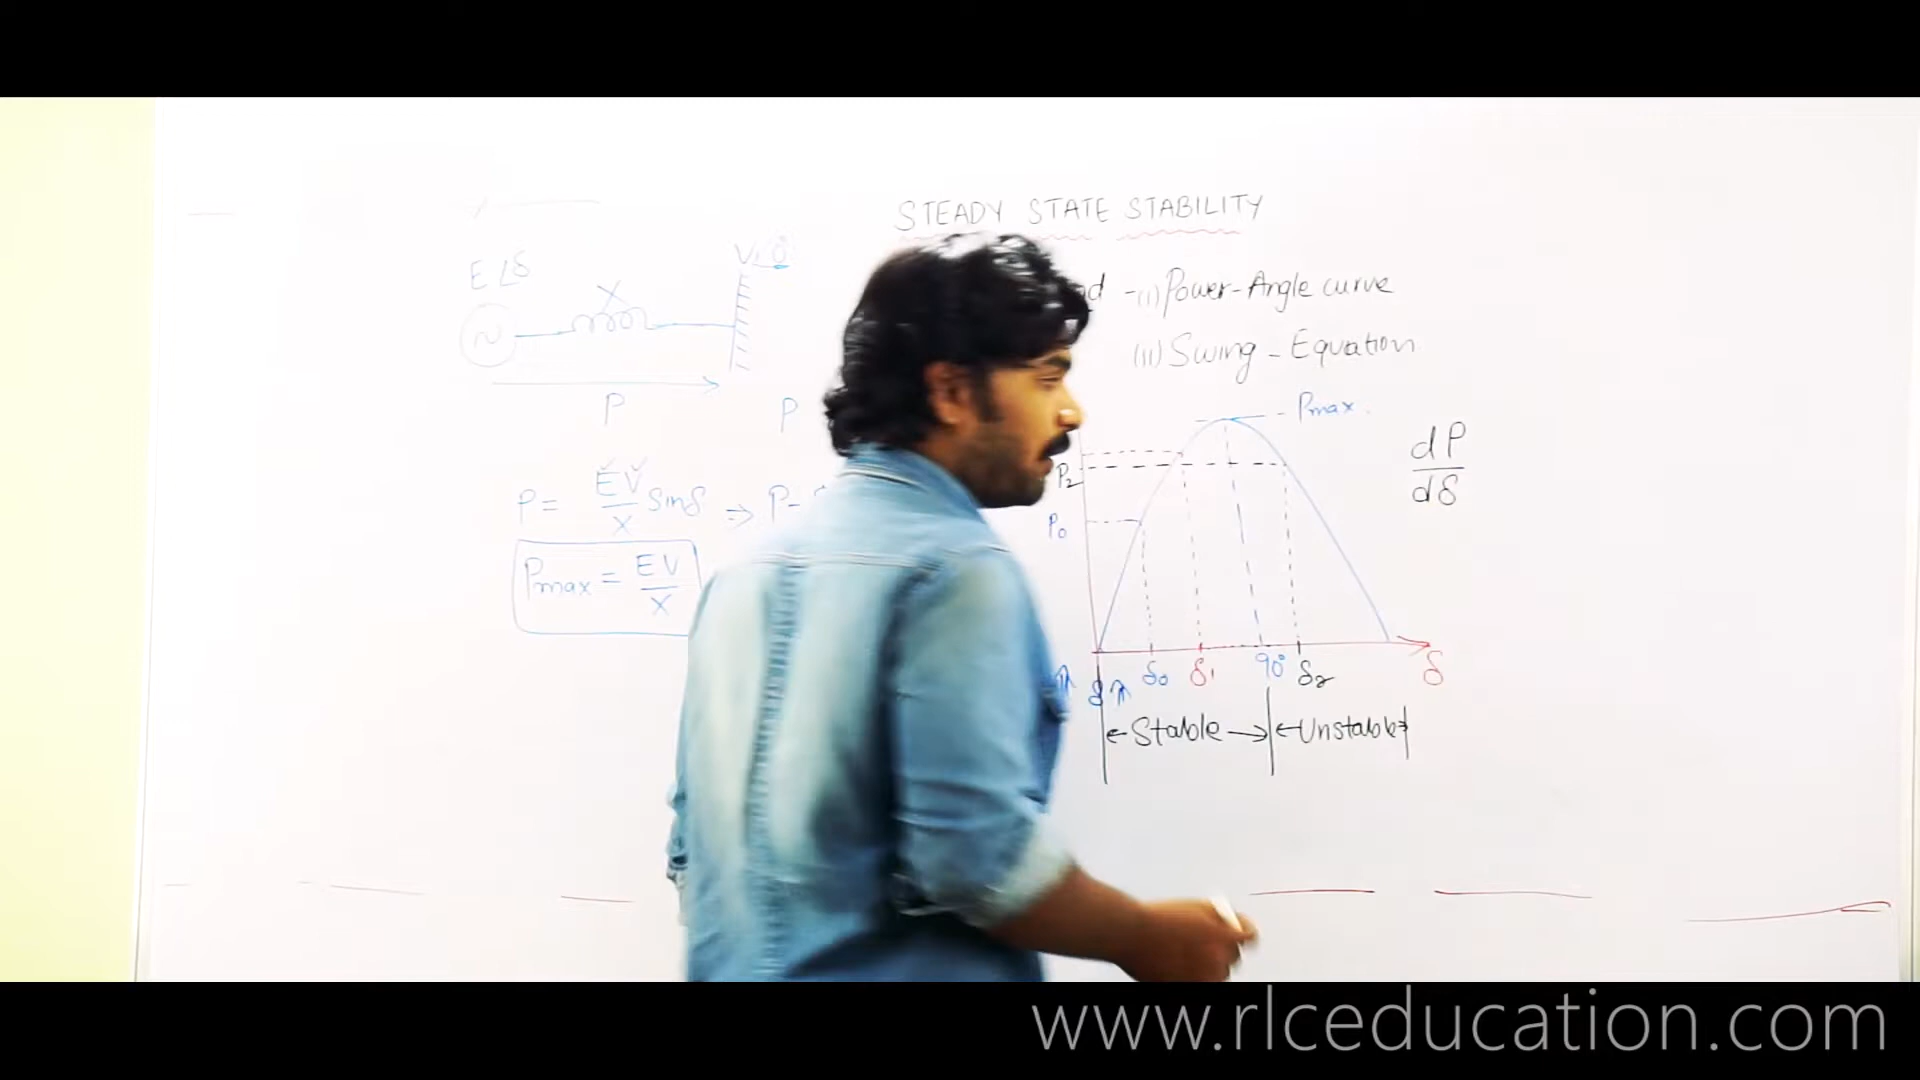 STEADY STATE STABILITY
E∠δ
X
V∠0
(i) Power-Angle curve
(ii) Swing-Equation
P
P
P = EV/X Sinδ ⇒ P-
Pmax = EV/X
Pmax
dP/dδ
P2
P0
δ0 δ1 90° δ2 δ
←Stable→ ←Unstable→
www.rlceducation.com